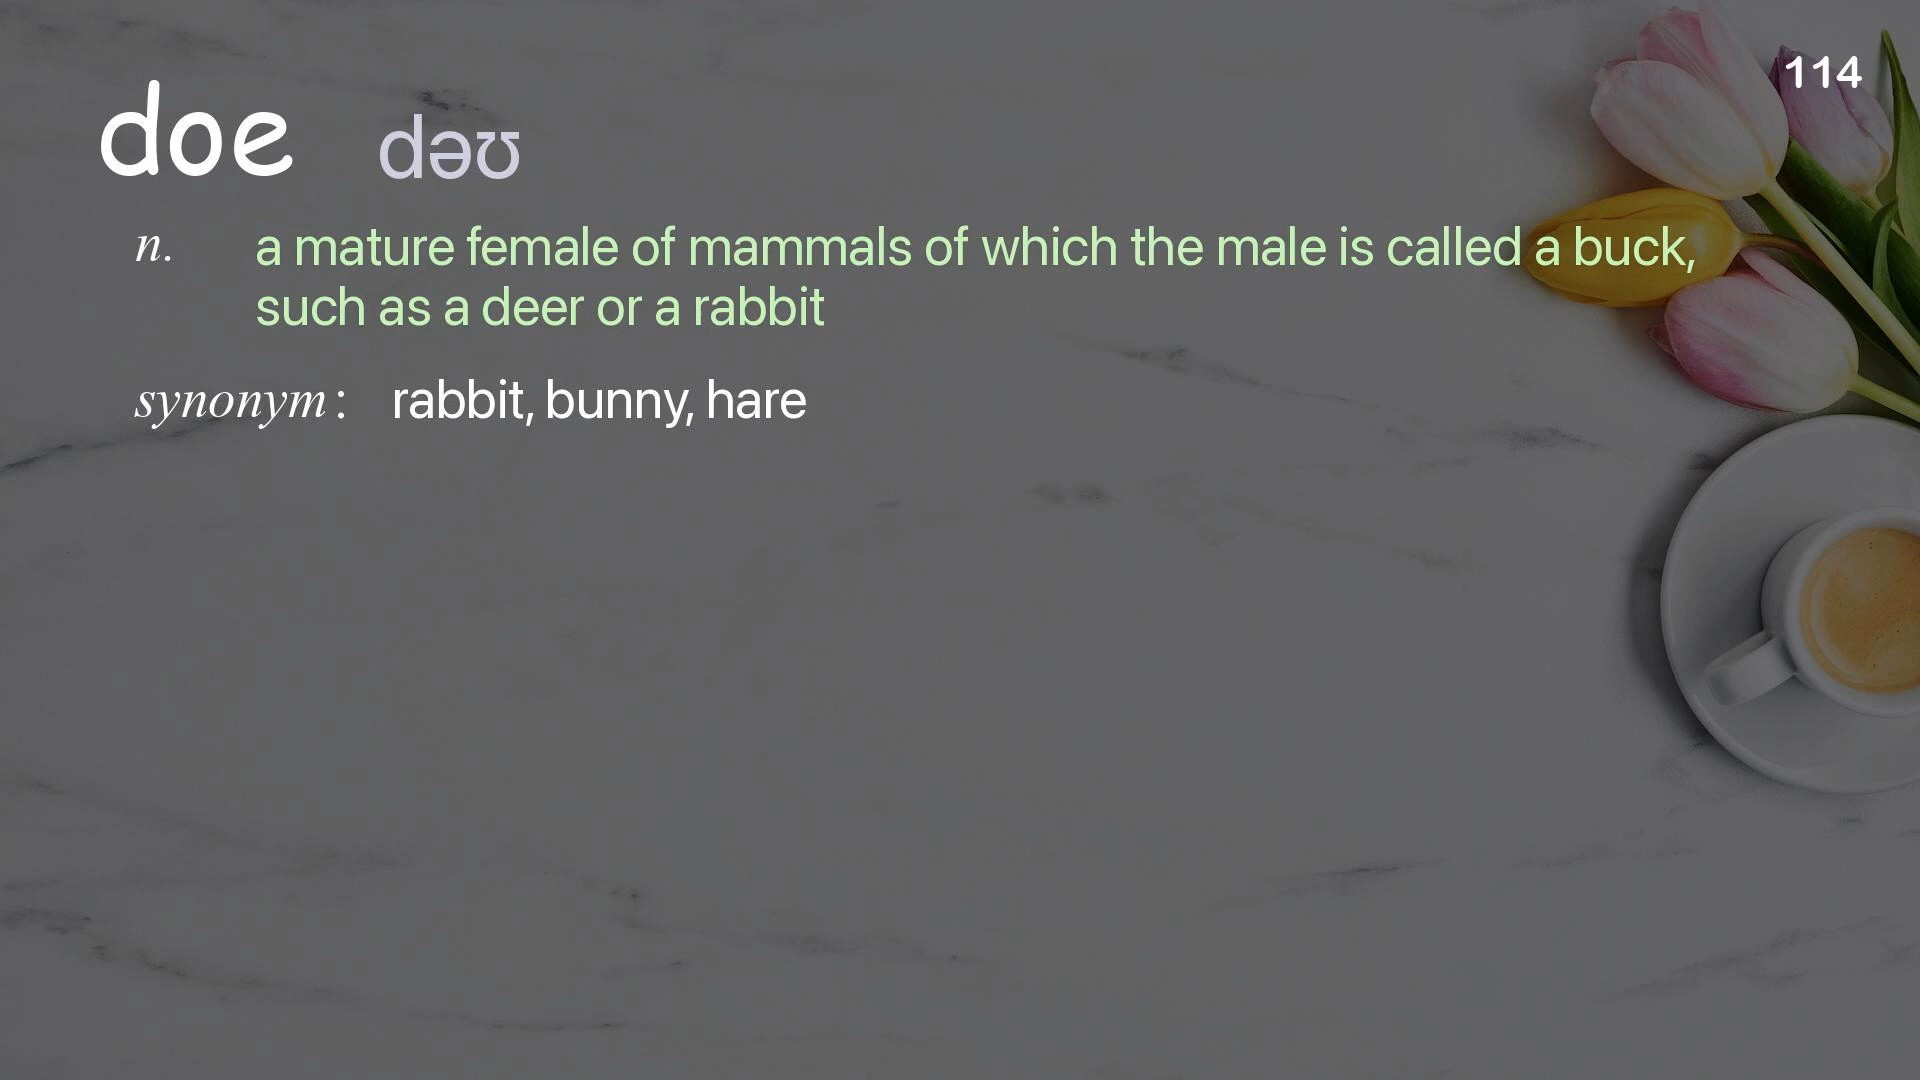 114
doe dəʊ
n. a mature female of mammals of which the male is called a buck,
such as a deer or a rabbit
synonym : rabbit, bunny, hare